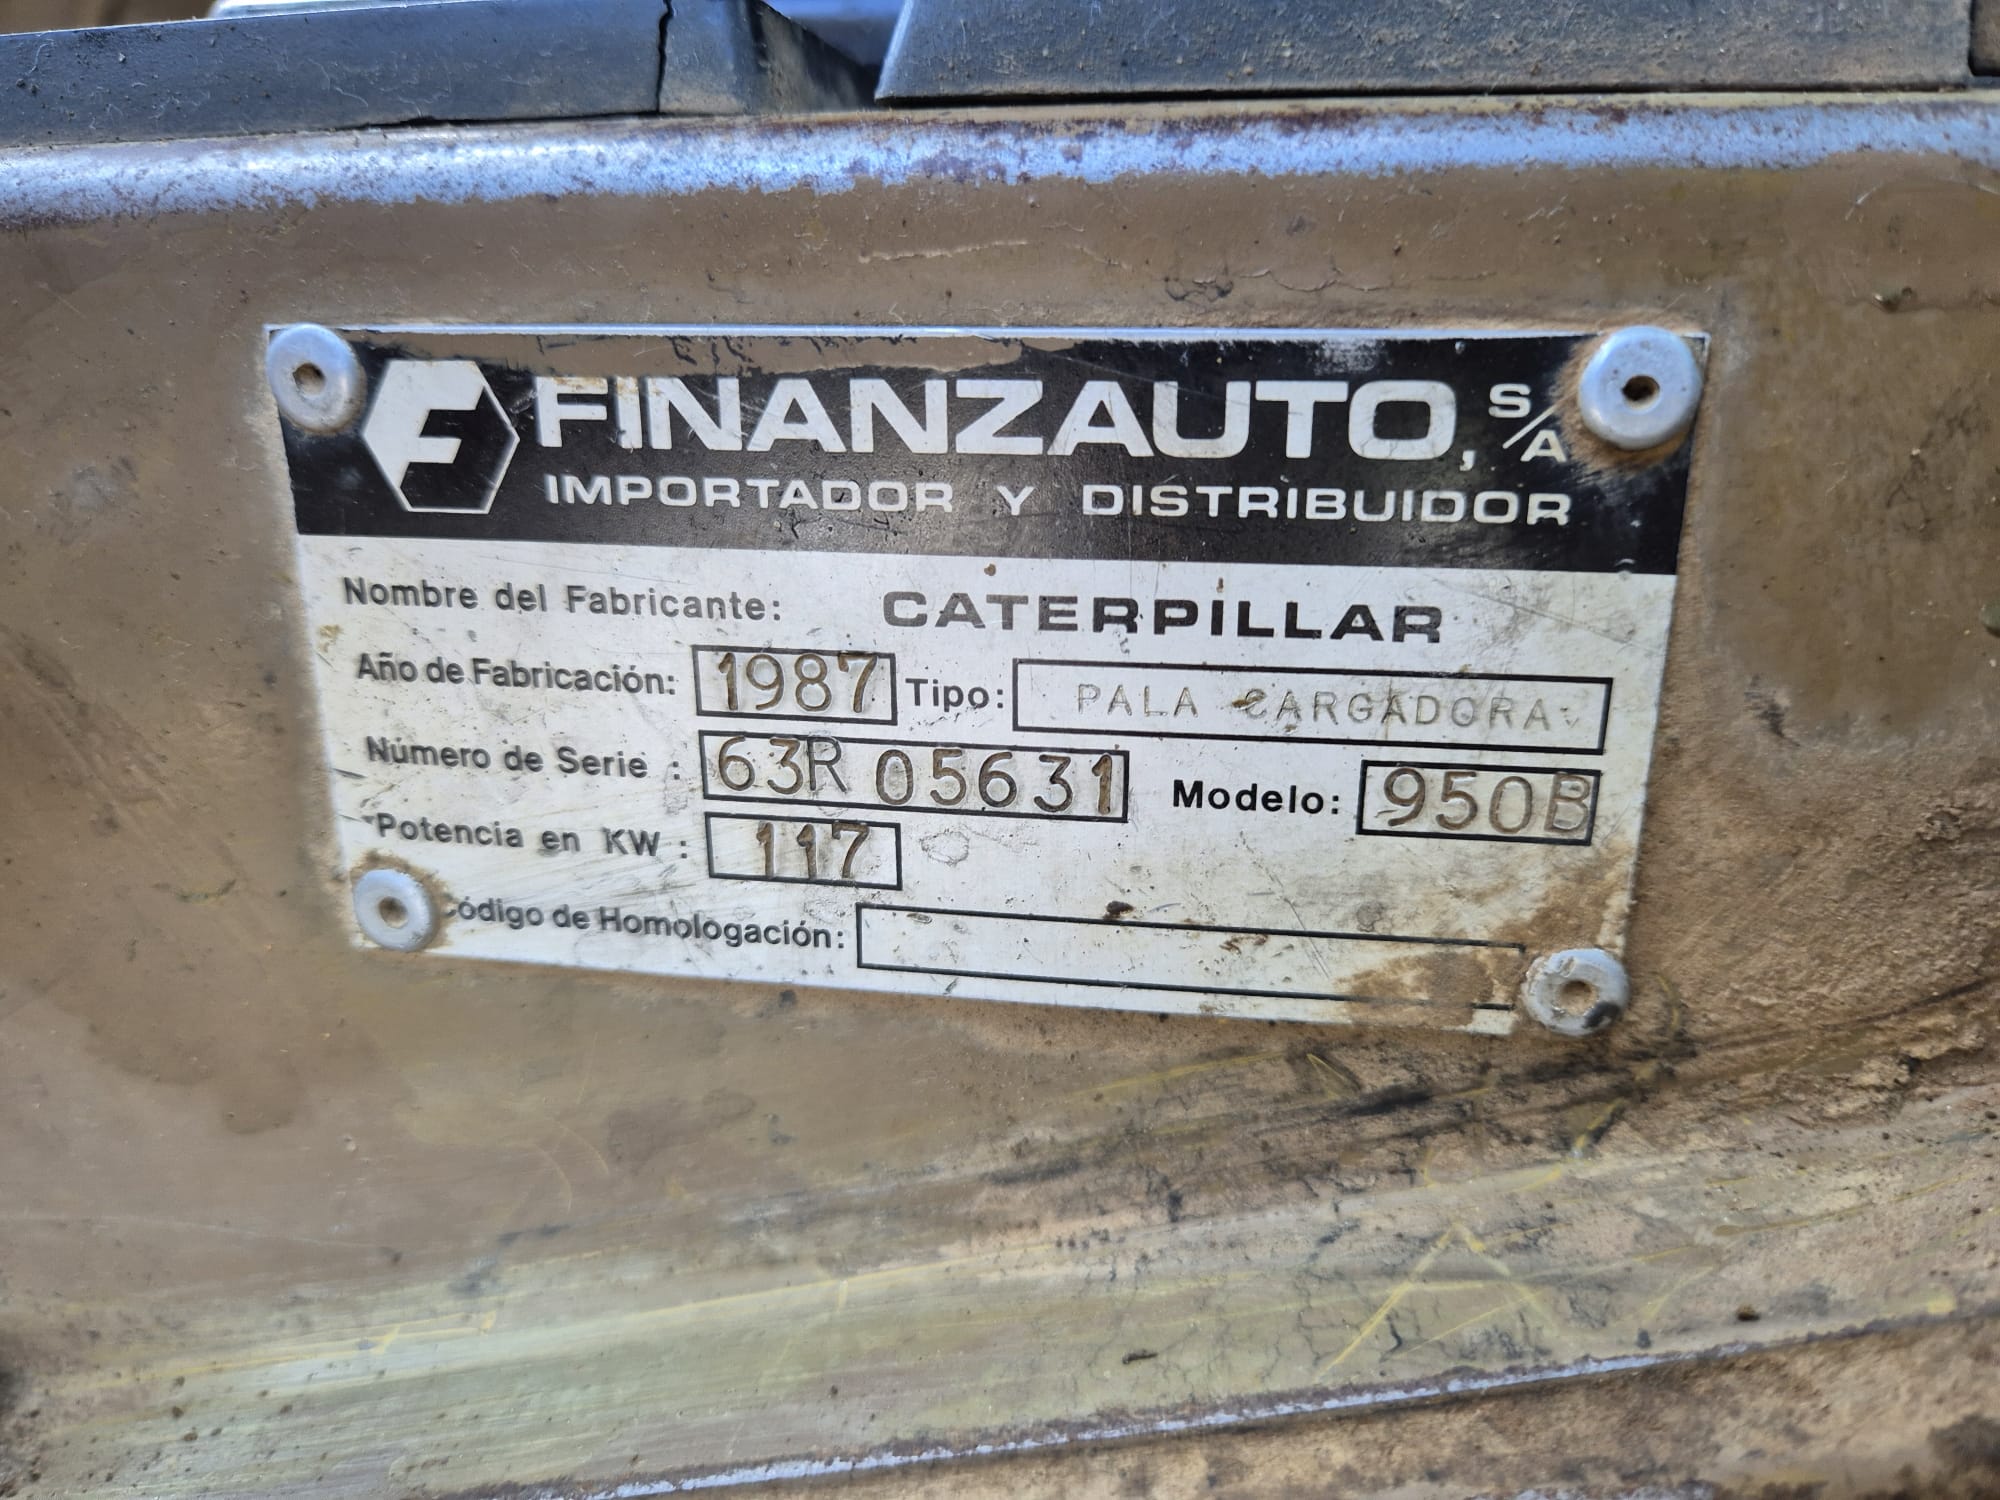 FINANZAUTO, S/A
IMPORTADOR Y DISTRIBUIDOR
Nombre del Fabricante: CATERPILLAR
Año de Fabricación: 1987 Tipo: PALA CARGADORA
Número de Serie : 63R 05631 Modelo: 950B
Potencia en KW : 117
Código de Homologación: